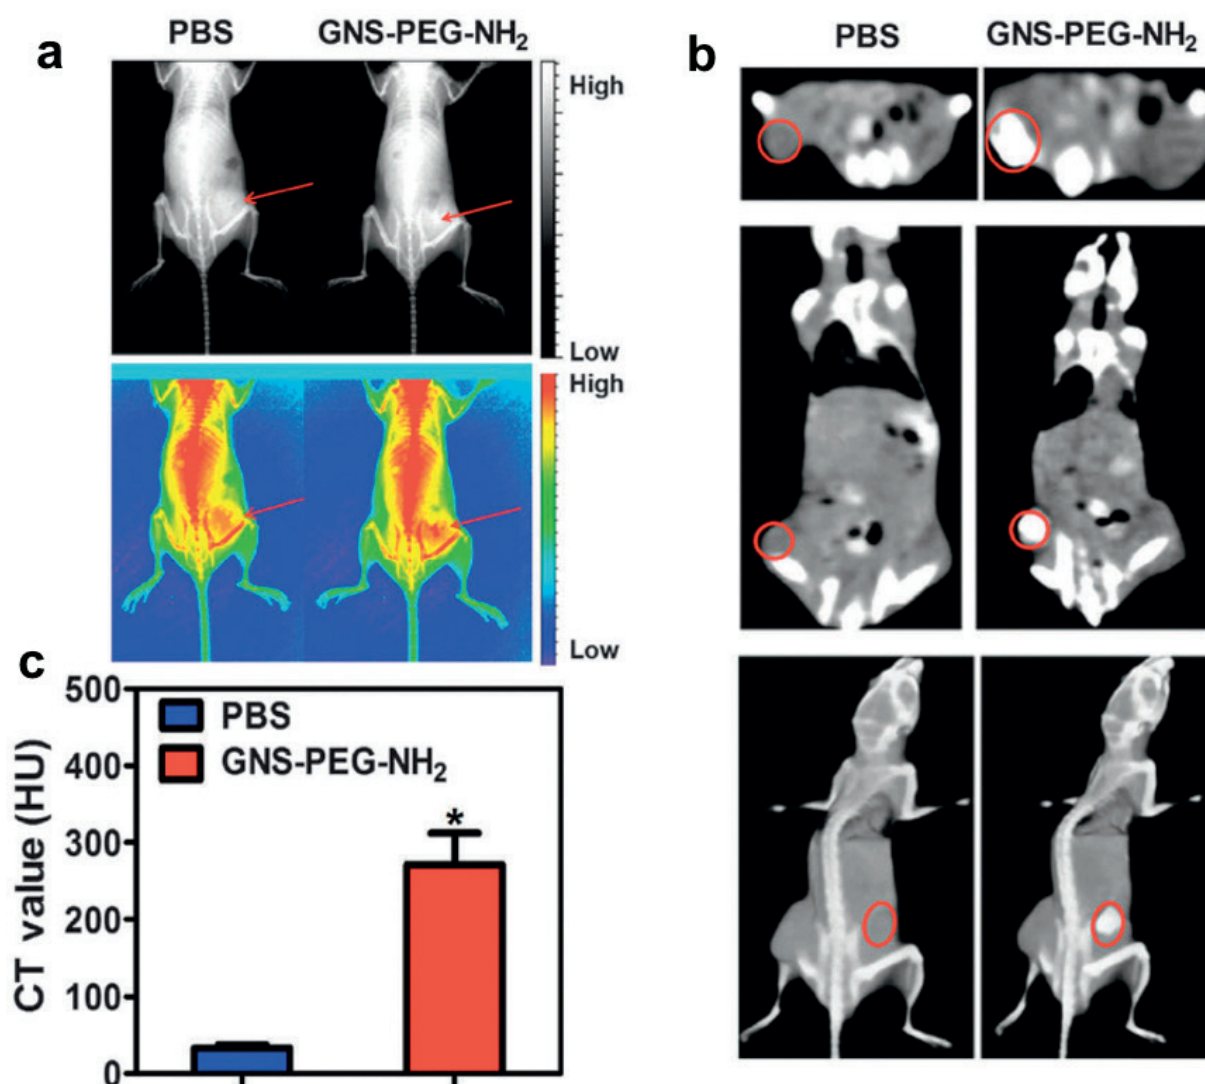 a
PBS GNS-PEG-NH₂
High
Low
High
Low
b
PBS GNS-PEG-NH₂
c
CT value (HU)
500
400
300
200
100
0
PBS
GNS-PEG-NH₂
*